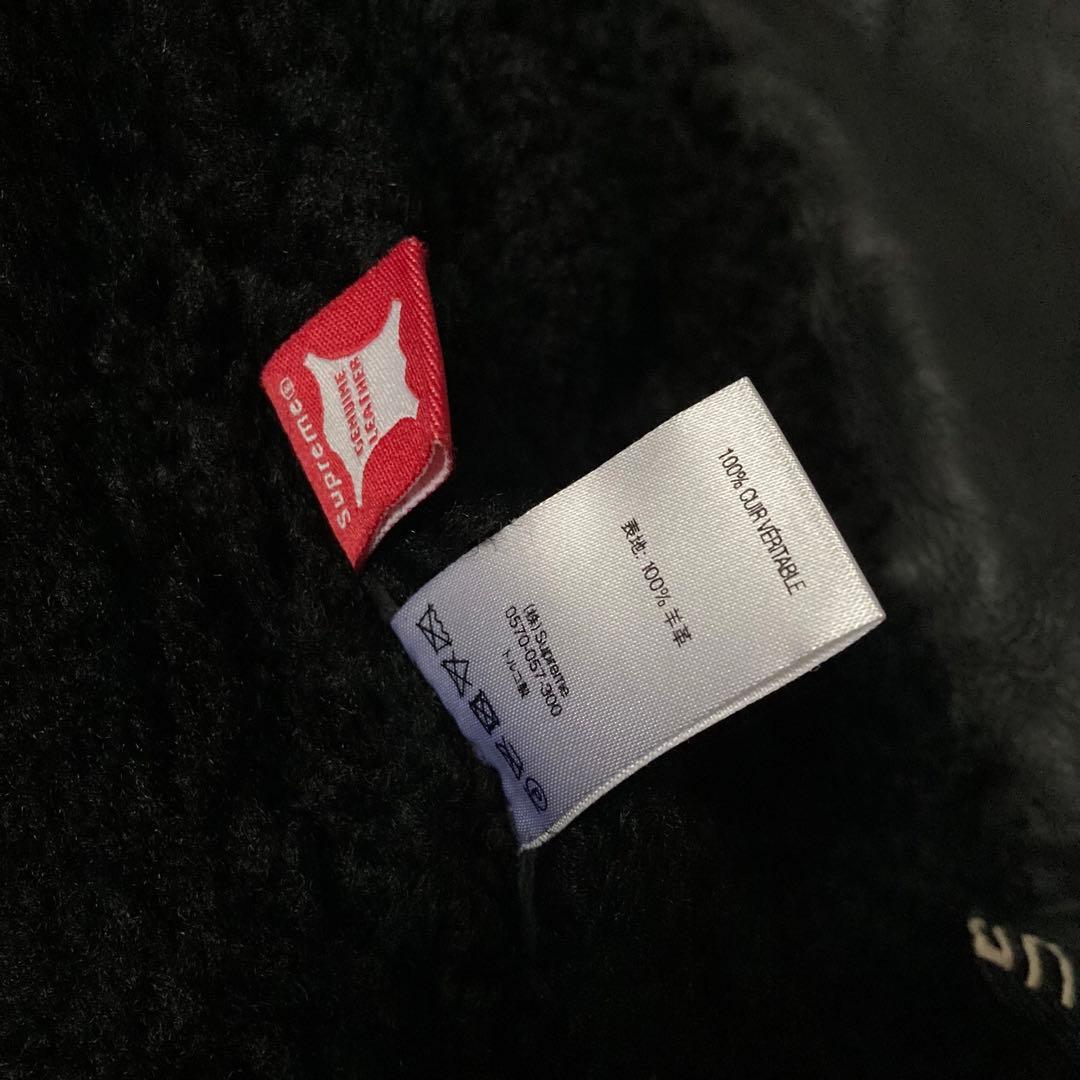 Supreme®
GENUINE
LEATHER
100% CUIR VÉRITABLE
表地: 100% 羊革
(株) Supreme
0570-057-300
トルコ製
P